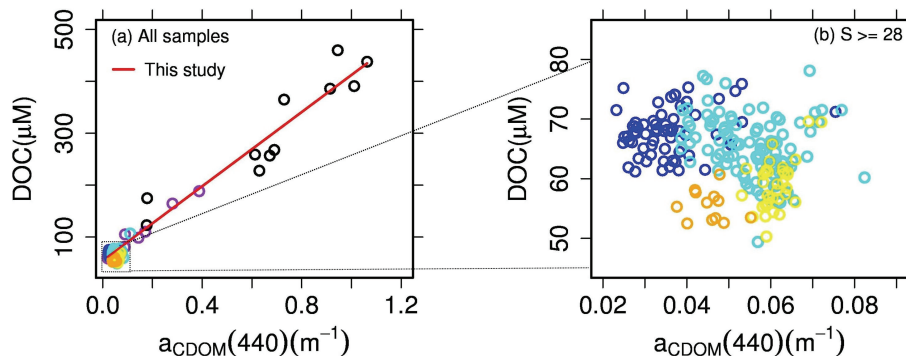 (a) All samples
This study
500
300
100
DOC(μM)
0.0 0.4 0.8 1.2
aCDOM(440)(m⁻¹)
(b) S >= 28
80
70
60
50
DOC(μM)
0.02 0.04 0.06 0.08
aCDOM(440)(m⁻¹)